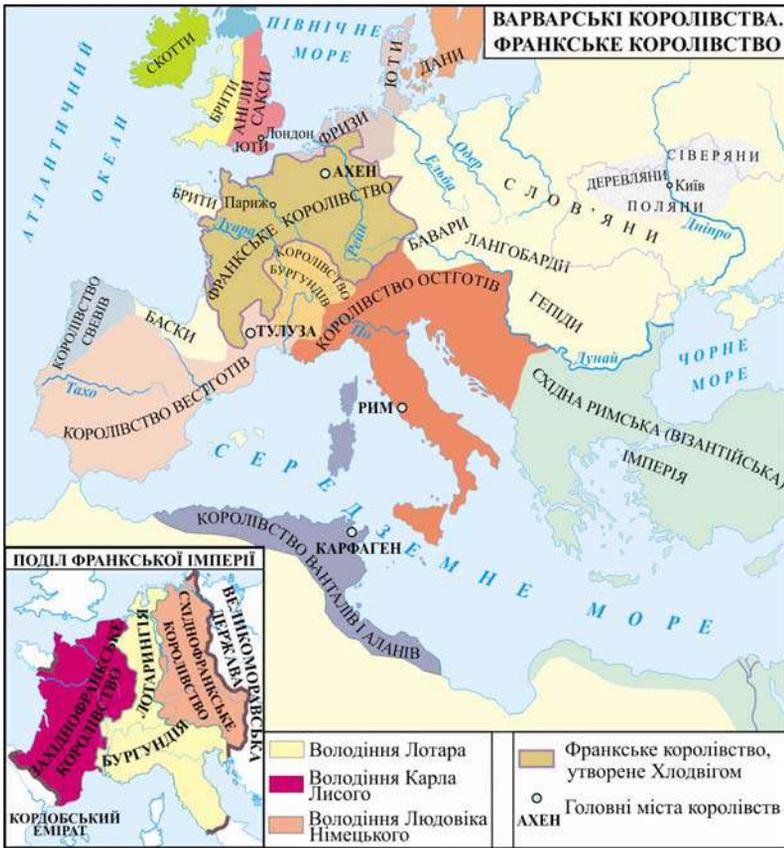 ВАРВАРСЬКІ КОРОЛІВСТВА.
ФРАНКСЬКЕ КОРОЛІВСТВО
АТЛАНТИЧНИЙ
ОКЕАН
ПІВНІЧНЕ
МОРЕ
СКОТТИ
БРИТИ
АНГЛИ
САКСИ
ЮТИ
Лондон
ЮТИ
ДАНИ
ФРИЗИ
АХЕН
БРИТИ
Париж
Луара
Рейн
ФРАНКСЬКЕ КОРОЛІВСТВО
КОРОЛІВСТВО
БУРГУНДІВ
Ельба
Одер
СЛОВ'ЯНИ
СІВЕРЯНИ
ДЕРЕВЛЯНИ
Київ
ПОЛЯНИ
Дніпро
БАВАРИ
ЛАНГОБАРДИ
ГЕПІДИ
Дунай
КОРОЛІВСТВО ОСТГОТІВ
По
КОРОЛІВСТВО
СВЕВІВ
БАСКИ
ТУЛУЗА
Тахо
КОРОЛІВСТВО ВЕСТГОТІВ
РИМ
ЧОРНЕ
МОРЕ
СХІДНА РИМСЬКА (ВІЗАНТІЙСЬКА)
ІМПЕРІЯ
СЕРЕДЗЕМНЕ МОРЕ
КАРФАГЕН
КОРОЛІВСТВО ВАНТАЛІВ І АЛАНІВ
ПОДІЛ ФРАНКСЬКОЇ ІМПЕРІЇ
ЗАХІДНОФРАНКСЬКЕ
КОРОЛІВСТВО
ЛОТАРИНГІЯ
СХІДНОФРАНКСЬКЕ
КОРОЛІВСТВО
ВЕЛИКОМОРАВСЬКА
ДЕРЖАВА
БУРГУНДІЯ
КОРДОБСЬКИЙ
ЕМІРАТ
Володіння Лотара
Володіння Карла
Лисого
Володіння Людовіка
Німецького
Франкське королівство,
утворене Хлодвігом
АХЕН
Головні міста королівств